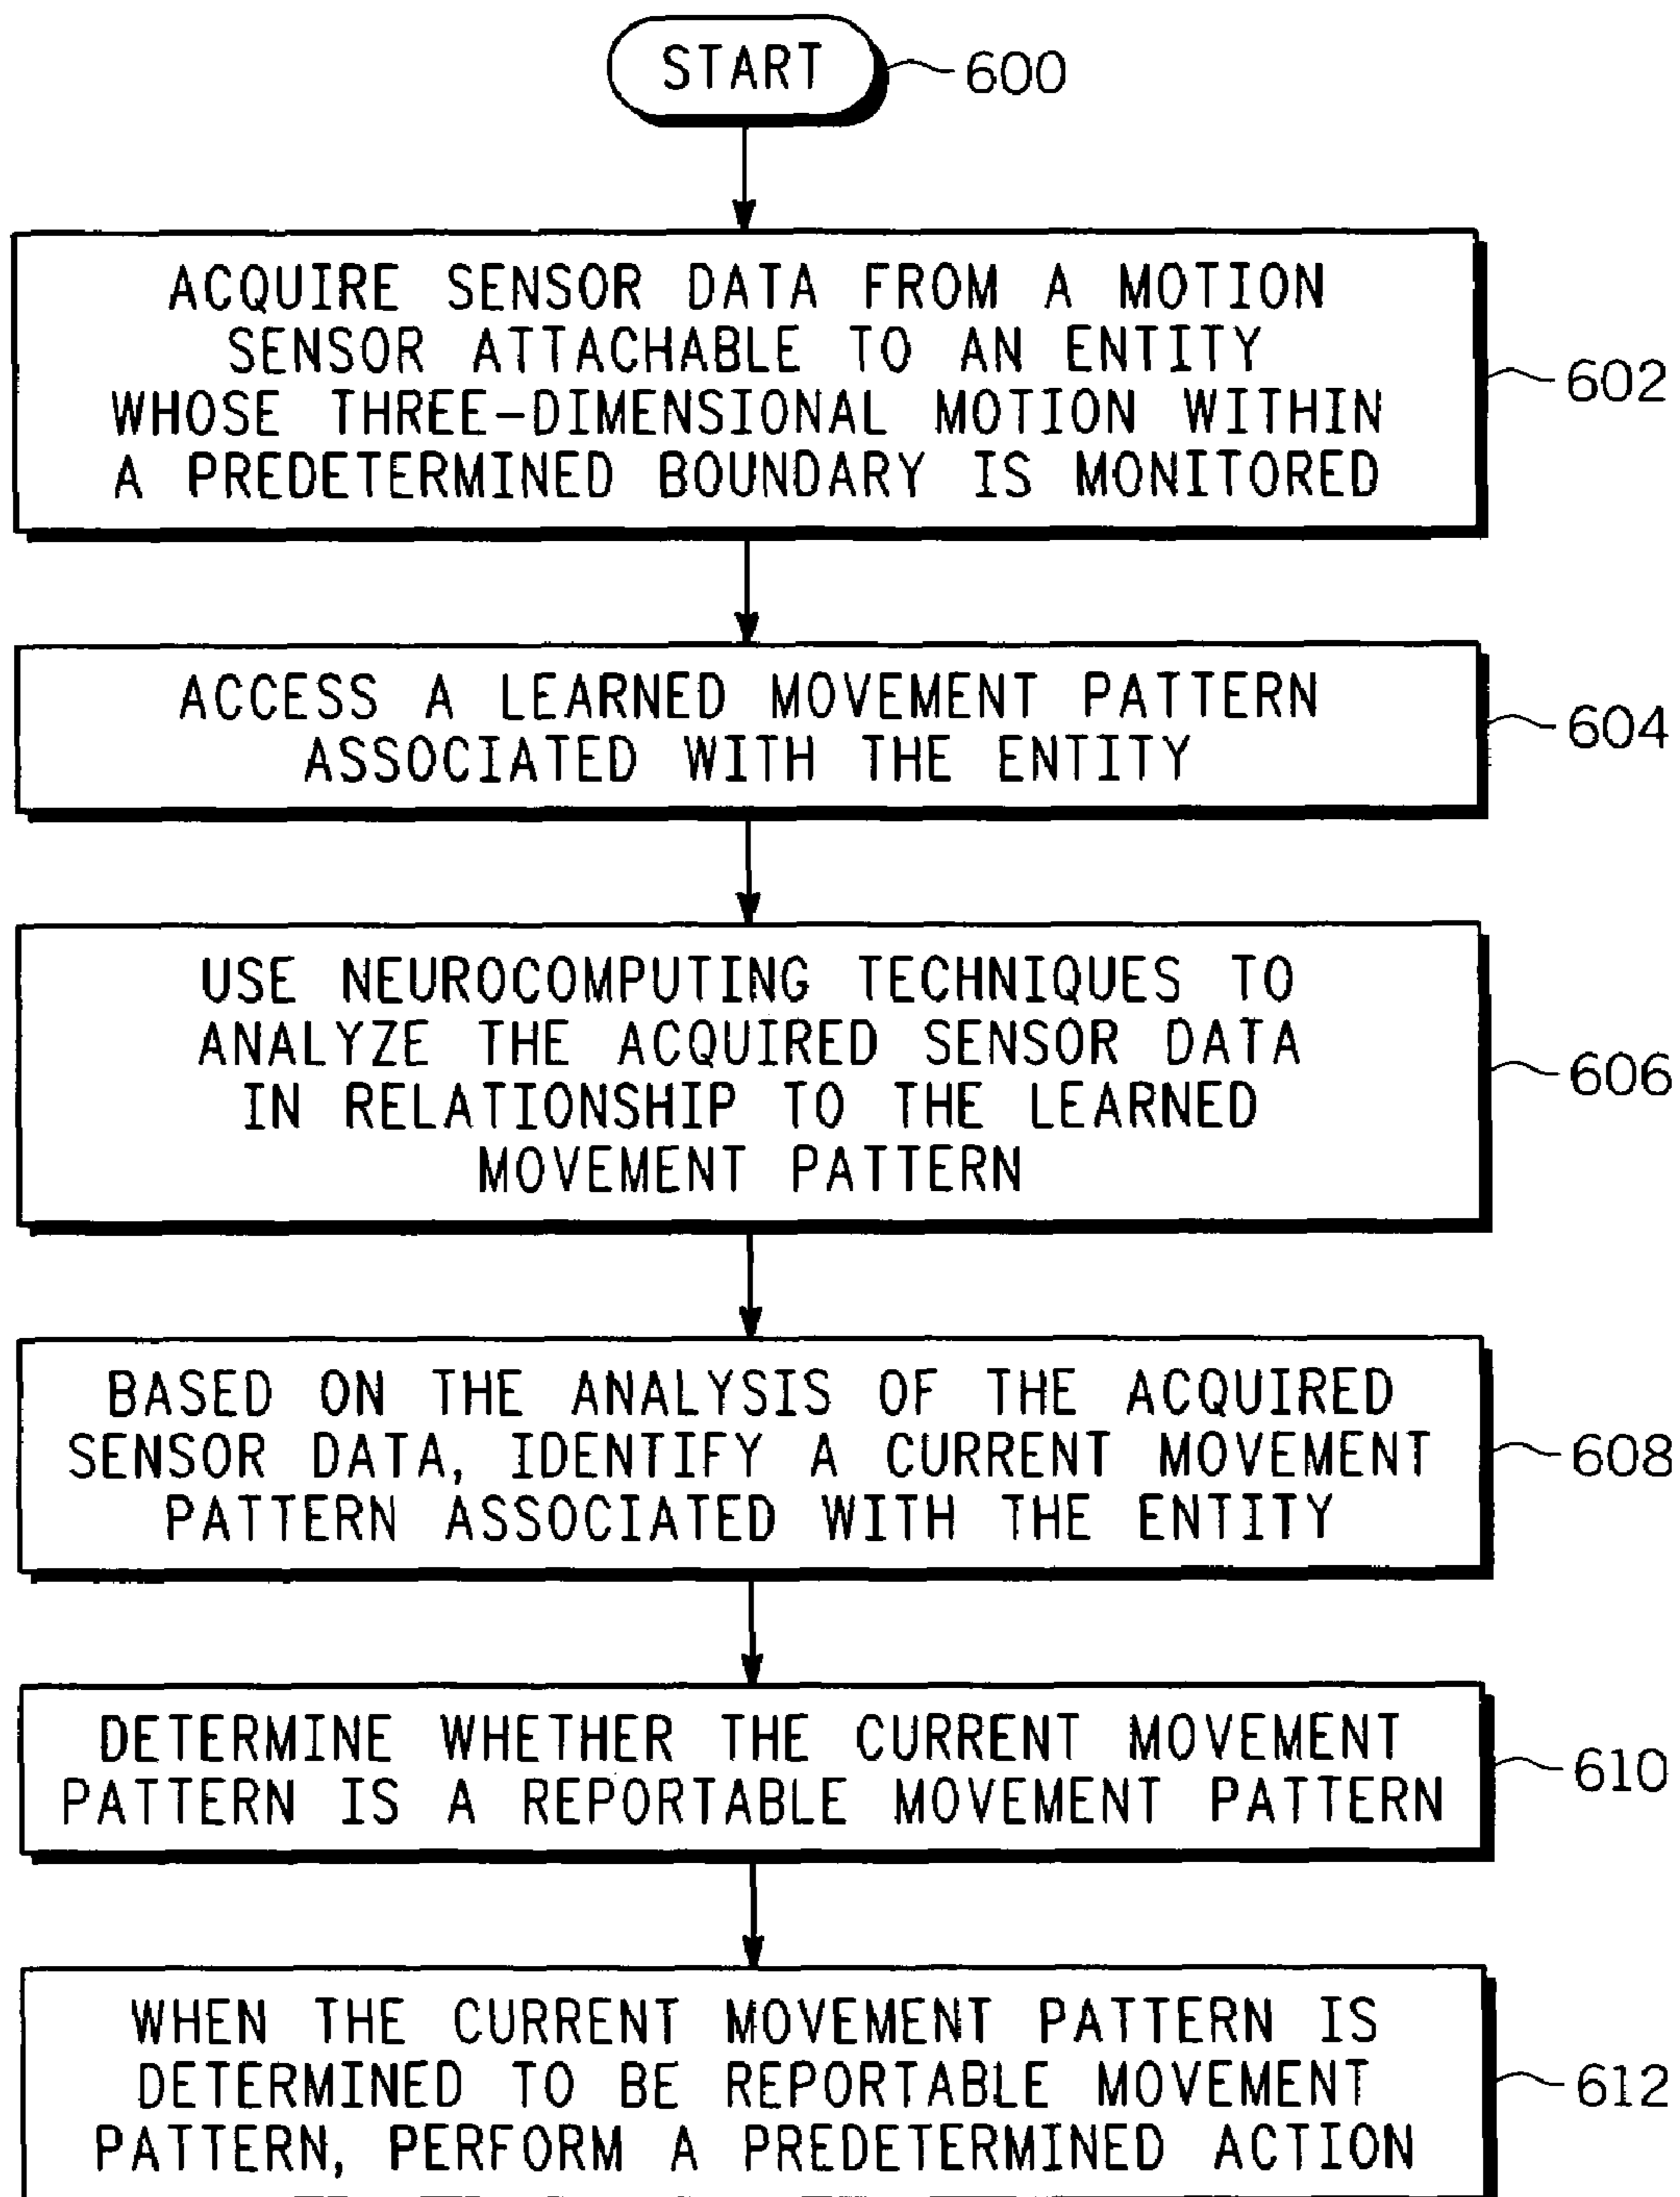 START
600
ACQUIRE SENSOR DATA FROM A MOTION
SENSOR ATTACHABLE TO AN ENTITY
WHOSE THREE-DIMENSIONAL MOTION WITHIN
A PREDETERMINED BOUNDARY IS MONITORED
602
ACCESS A LEARNED MOVEMENT PATTERN
ASSOCIATED WITH THE ENTITY
604
USE NEUROCOMPUTING TECHNIQUES TO
ANALYZE THE ACQUIRED SENSOR DATA
IN RELATIONSHIP TO THE LEARNED
MOVEMENT PATTERN
606
BASED ON THE ANALYSIS OF THE ACQUIRED
SENSOR DATA, IDENTIFY A CURRENT MOVEMENT
PATTERN ASSOCIATED WITH THE ENTITY
608
DETERMINE WHETHER THE CURRENT MOVEMENT
PATTERN IS A REPORTABLE MOVEMENT PATTERN
610
WHEN THE CURRENT MOVEMENT PATTERN IS
DETERMINED TO BE REPORTABLE MOVEMENT
PATTERN, PERFORM A PREDETERMINED ACTION
612